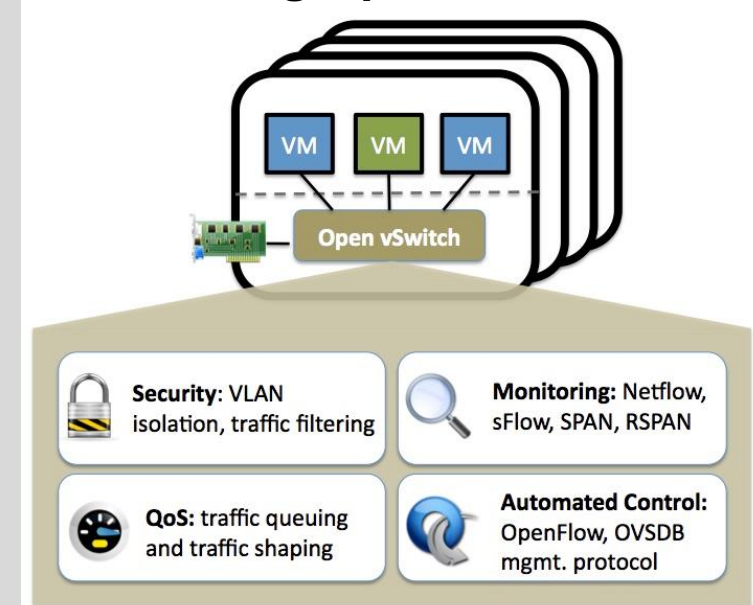 VM
VM
VM
Open vSwitch
Security: VLAN
isolation, traffic filtering
Monitoring: Netflow,
sFlow, SPAN, RSPAN
QoS: traffic queuing
and traffic shaping
Automated Control:
OpenFlow, OVSDB
mgmt. protocol